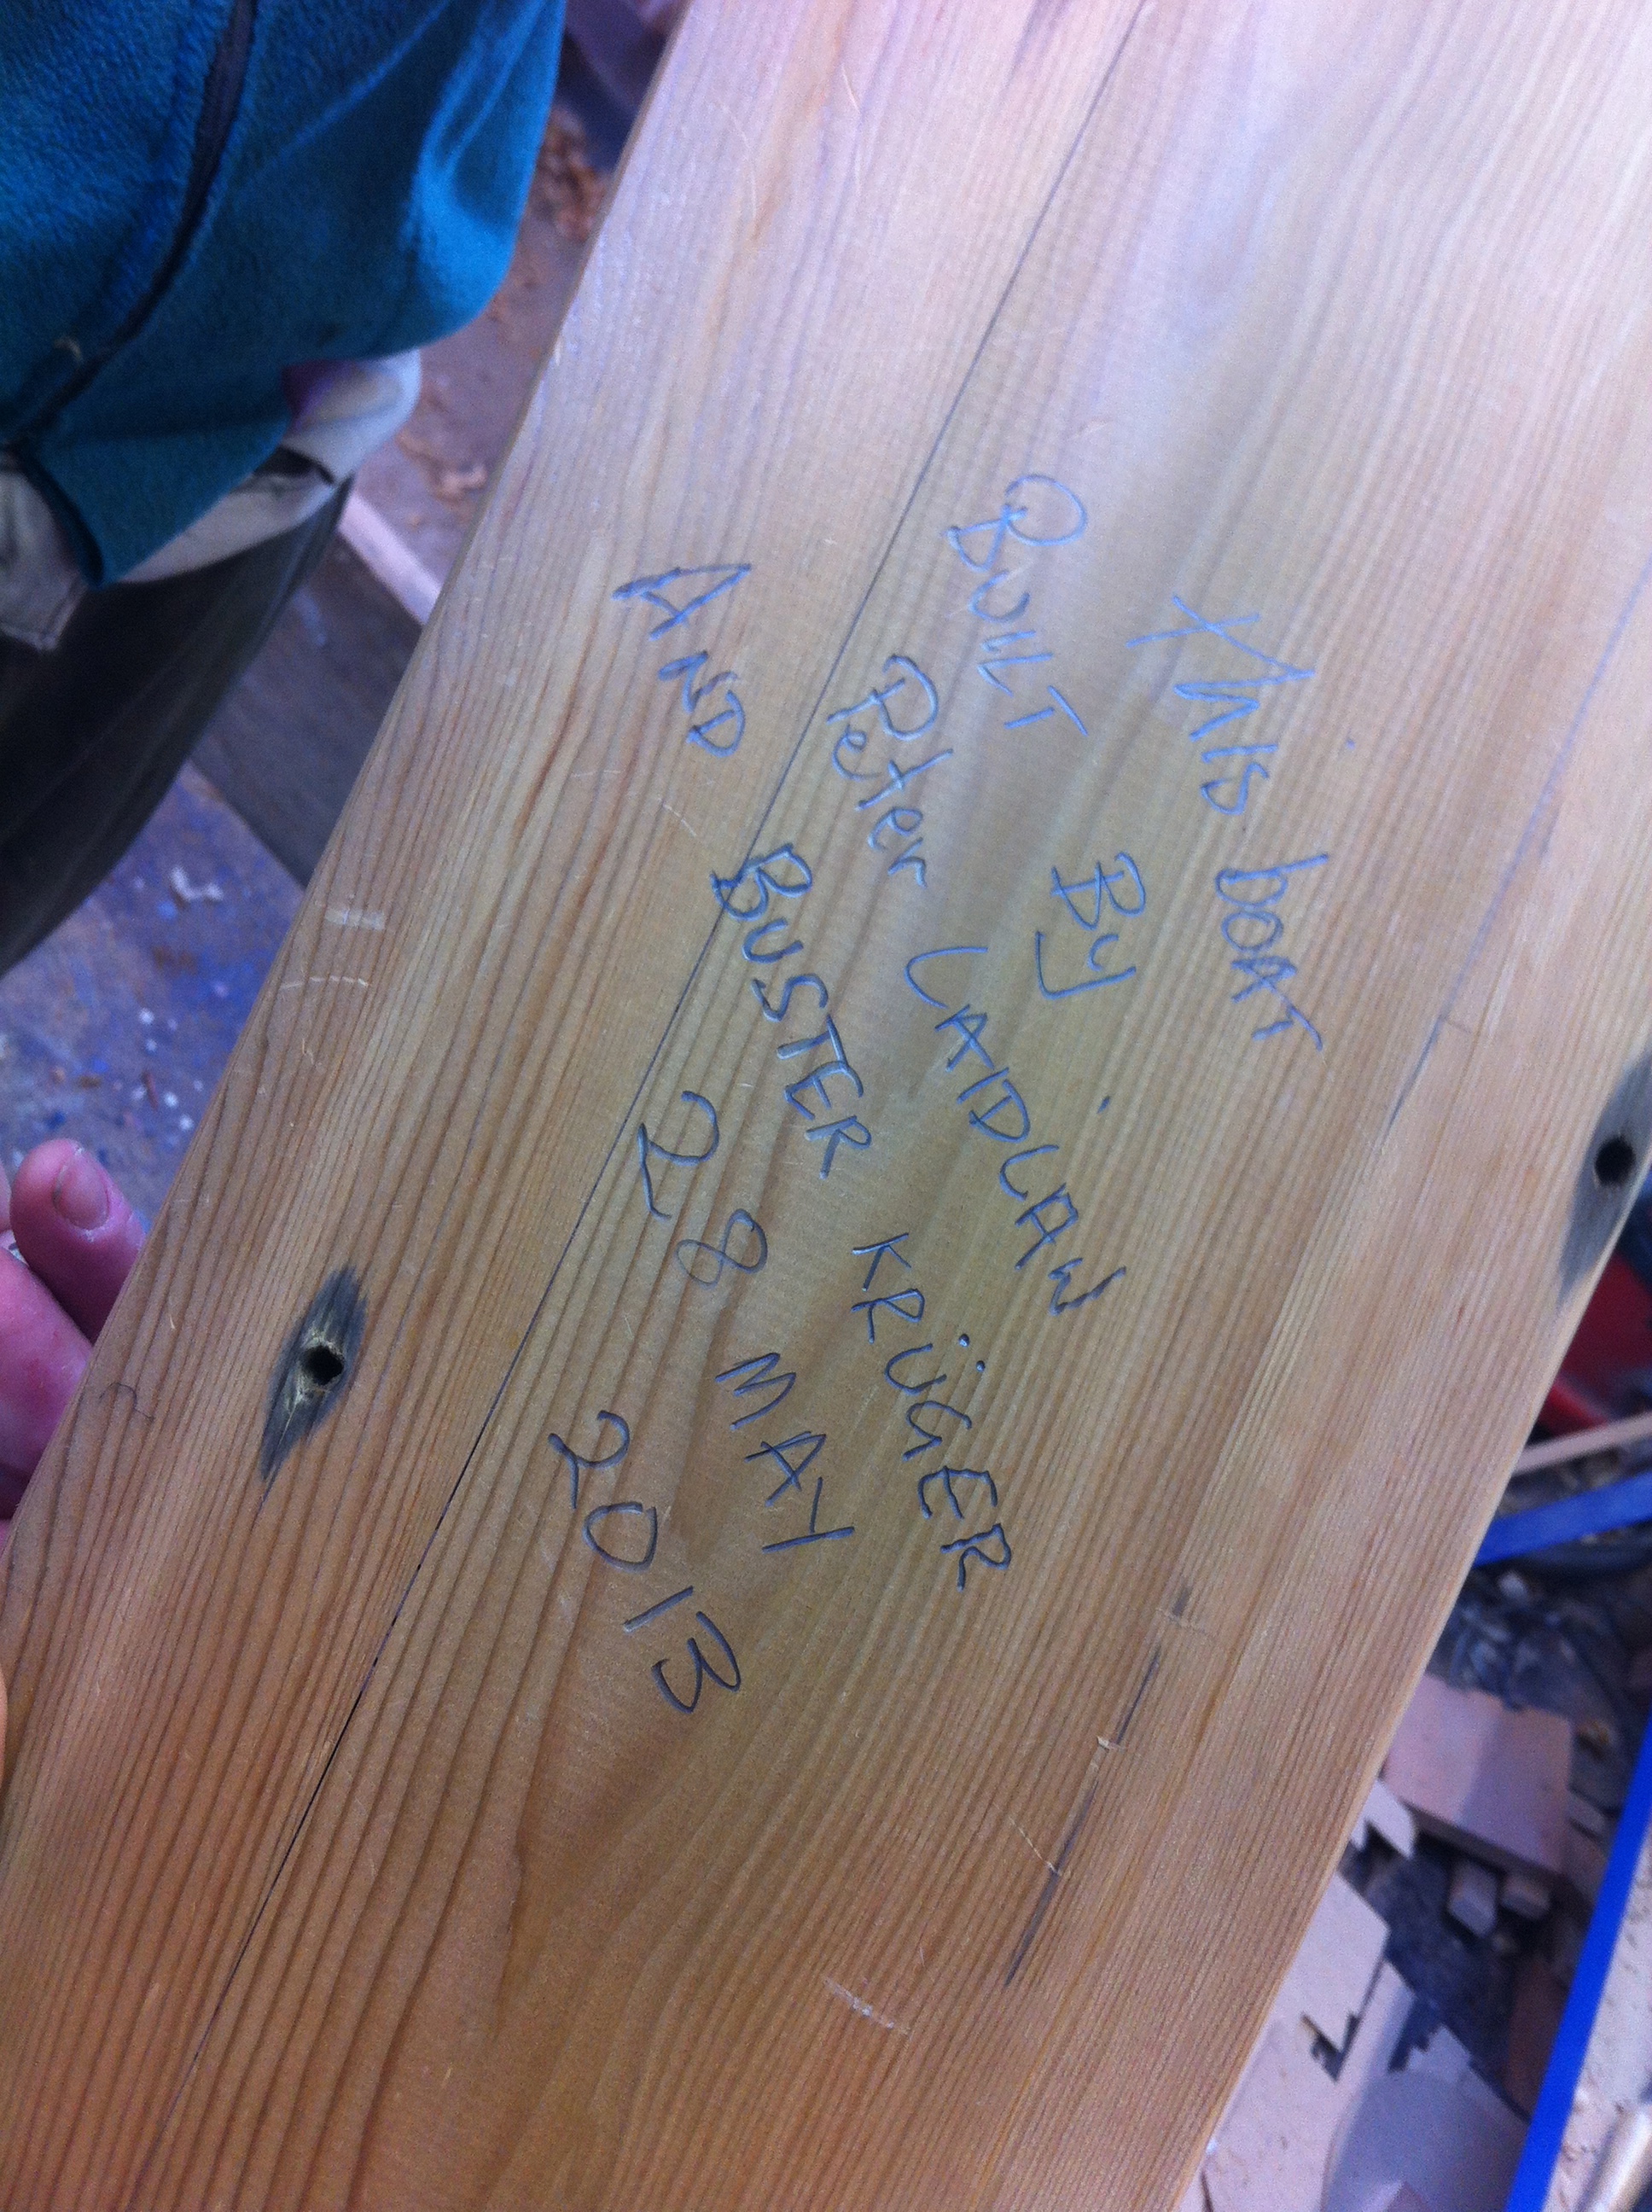 This boat
BUILT By
Peter LAIDLAW
AND BUSTER KRÜGER
28 MAY
2013